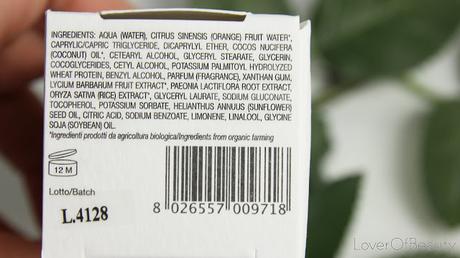 INGREDIENTS: AQUA (WATER), CITRUS SINENSIS (ORANGE) FRUIT WATER*,
CAPRYLIC/CAPRIC TRIGLYCERIDE, DICAPRYLYL ETHER, COCOS NUCIFERA
(COCONUT) OIL*, CETEARYL ALCOHOL, GLYCERYL STEARATE, GLYCERIN,
COCOGLYCERIDES, CETYL ALCOHOL, POTASSIUM PALMITOYL HYDROLYZED
WHEAT PROTEIN, BENZYL ALCOHOL, PARFUM (FRAGRANCE), XANTHAN GUM,
LYCIUM BARBARUM FRUIT EXTRACT*, PAEONIA LACTIFLORA ROOT EXTRACT,
ORYZA SATIVA (RICE) EXTRACT*, GLYCERYL LAURATE, SODIUM GLUCONATE,
TOCOPHEROL, POTASSIUM SORBATE, HELIANTHUS ANNUUS (SUNFLOWER)
SEED OIL, CITRIC ACID, SODIUM BENZOATE, LIMONENE, LINALOOL, GLYCINE
SOJA (SOYBEAN) OIL.
*Ingredienti prodotti da agricoltura biologica/Ingredients from organic farming
12 M
Lotto/Batch
L.4128
8 026557 009718
LoverOfBeauty